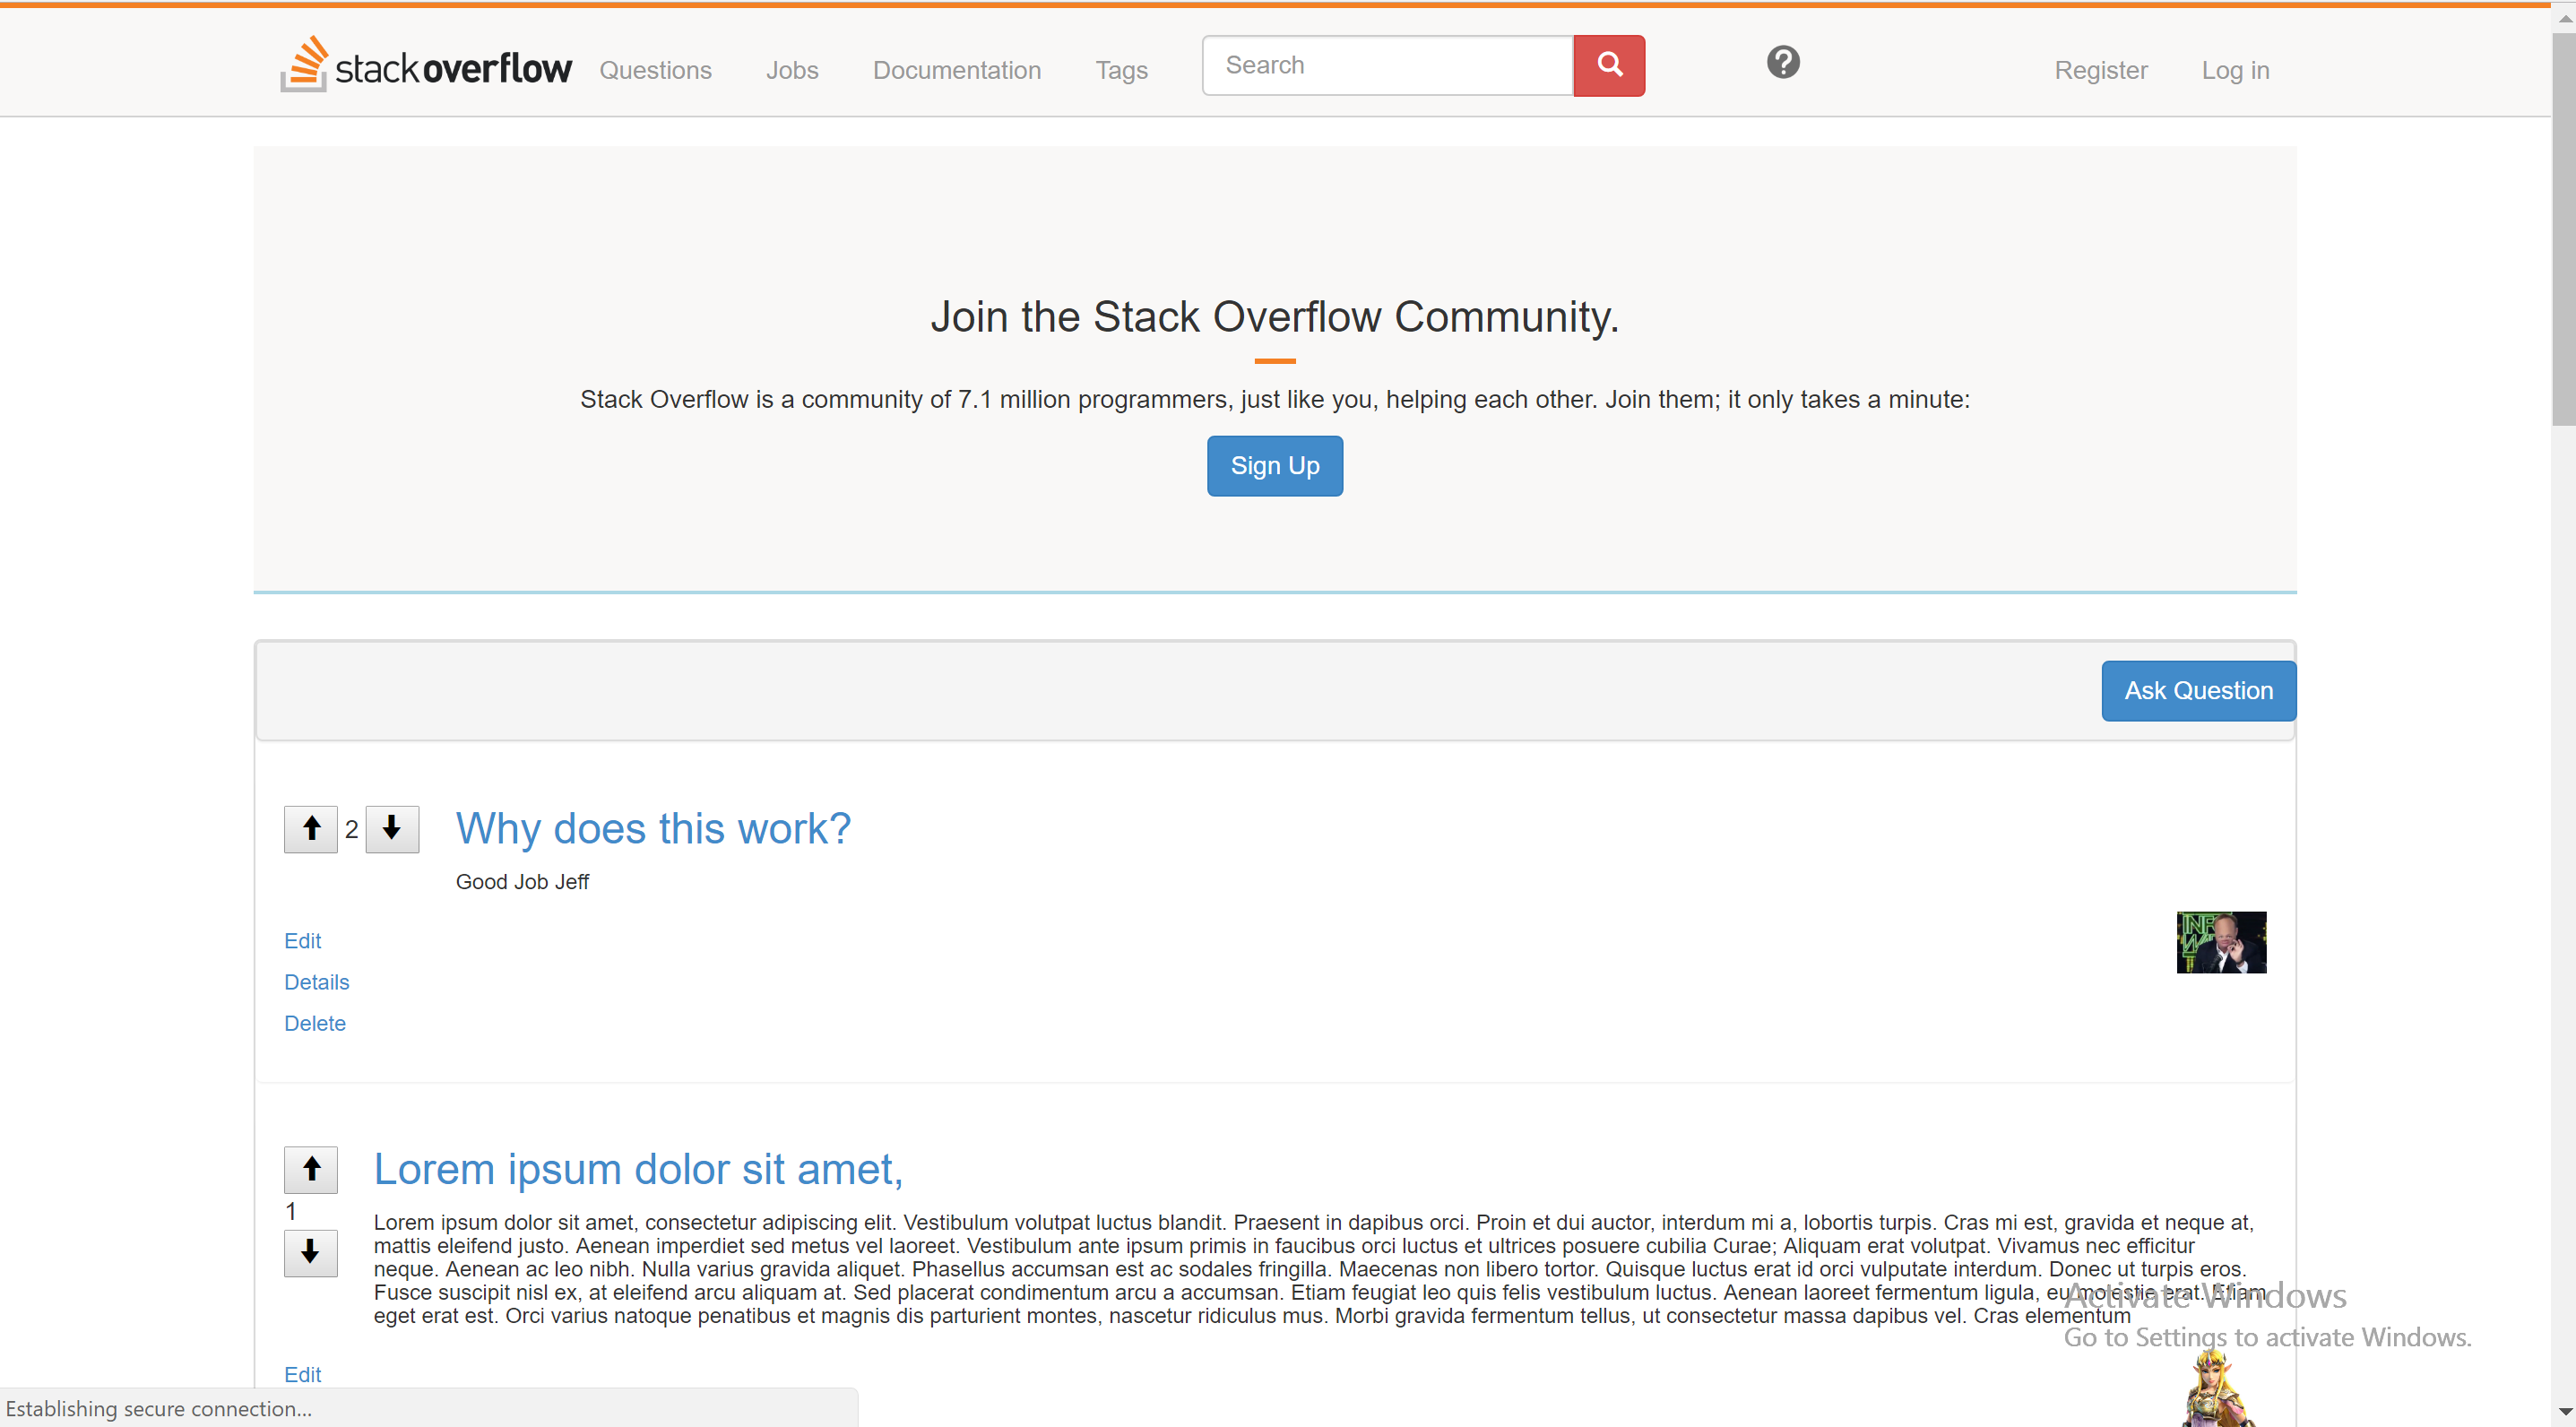 stackoverflow Questions Jobs Documentation Tags Search Register Log in
Join the Stack Overflow Community.
Stack Overflow is a community of 7.1 million programmers, just like you, helping each other. Join them; it only takes a minute:
Sign Up
Ask Question
2 Why does this work?
Good Job Jeff
Edit
Details
Delete
Lorem ipsum dolor sit amet,
1
Lorem ipsum dolor sit amet, consectetur adipiscing elit. Vestibulum volutpat luctus blandit. Praesent in dapibus orci. Proin et dui auctor, interdum mi a, lobortis turpis. Cras mi est, gravida et neque at,
mattis eleifend justo. Aenean imperdiet sed metus vel laoreet. Vestibulum ante ipsum primis in faucibus orci luctus et ultrices posuere cubilia Curae; Aliquam erat volutpat. Vivamus nec efficitur
neque. Aenean ac leo nibh. Nulla varius gravida aliquet. Phasellus accumsan est ac sodales fringilla. Maecenas non libero tortor. Quisque luctus erat id orci vulputate interdum. Donec ut turpis eros.
Fusce suscipit nisl ex, at eleifend arcu aliquam at. Sed placerat condimentum arcu a accumsan. Etiam feugiat leo quis felis vestibulum luctus. Aenean laoreet fermentum ligula, eu molestie erat. Etiam
eget erat est. Orci varius natoque penatibus et magnis dis parturient montes, nascetur ridiculus mus. Morbi gravida fermentum tellus, ut consectetur massa dapibus vel. Cras elementum
Activate Windows
Go to Settings to activate Windows.
Edit
Establishing secure connection...